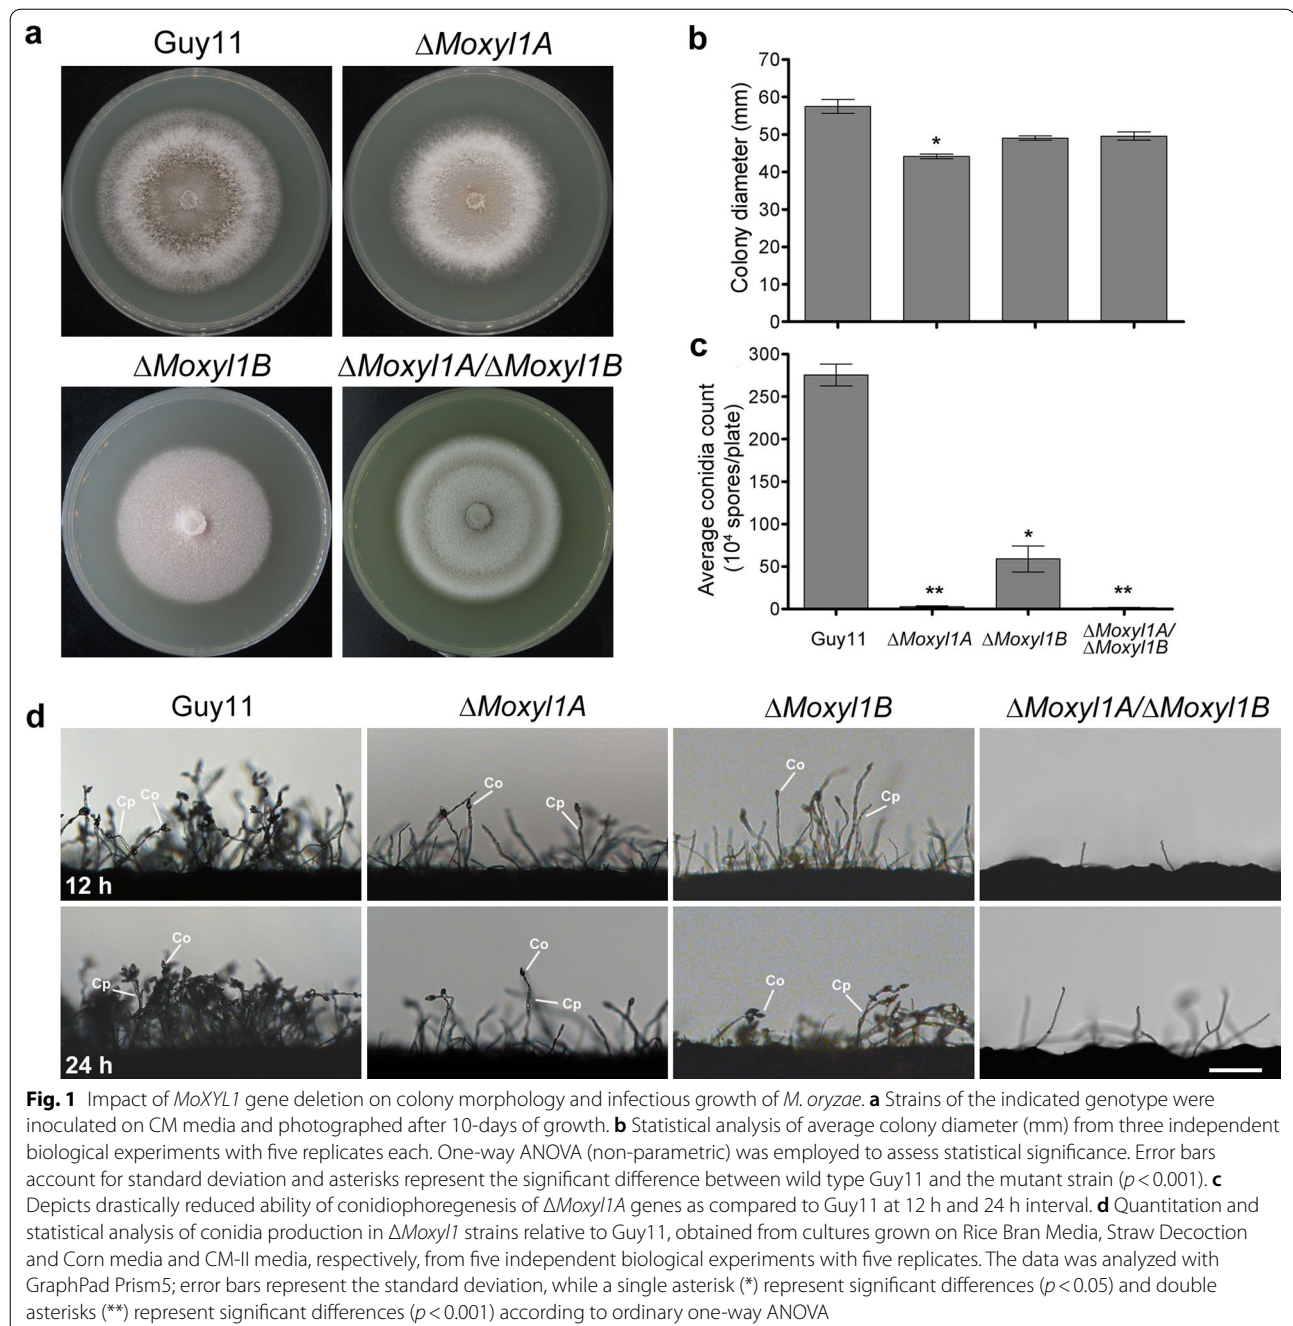 a
Guy11
ΔMoxyl1A
ΔMoxyl1B
ΔMoxyl1A/ΔMoxyl1B
b
Colony diameter (mm)
70
60
50
40
30
20
10
0
*
c
Average conidia count
(10⁴ spores/plate)
300
250
200
150
100
50
0
**
*
**
Guy11
ΔMoxyl1A
ΔMoxyl1B
ΔMoxyl1A/
ΔMoxyl1B
d
Guy11
ΔMoxyl1A
ΔMoxyl1B
ΔMoxyl1A/ΔMoxyl1B
Cp
Co
12 h
Co
Cp
Co
Cp
Co
Cp
24 h
Co
Cp
Co
Cp
Fig. 1 Impact of MoXYL1 gene deletion on colony morphology and infectious growth of M. oryzae. a Strains of the indicated genotype were
inoculated on CM media and photographed after 10-days of growth. b Statistical analysis of average colony diameter (mm) from three independent
biological experiments with five replicates each. One-way ANOVA (non-parametric) was employed to assess statistical significance. Error bars
account for standard deviation and asterisks represent the significant difference between wild type Guy11 and the mutant strain (p < 0.001). c
Depicts drastically reduced ability of conidiophoregenesis of ΔMoxyl1A genes as compared to Guy11 at 12 h and 24 h interval. d Quantitation and
statistical analysis of conidia production in ΔMoxyl1 strains relative to Guy11, obtained from cultures grown on Rice Bran Media, Straw Decoction
and Corn media and CM-II media, respectively, from five independent biological experiments with five replicates. The data was analyzed with
GraphPad Prism5; error bars represent the standard deviation, while a single asterisk (*) represent significant differences (p < 0.05) and double
asterisks (**) represent significant differences (p < 0.001) according to ordinary one-way ANOVA